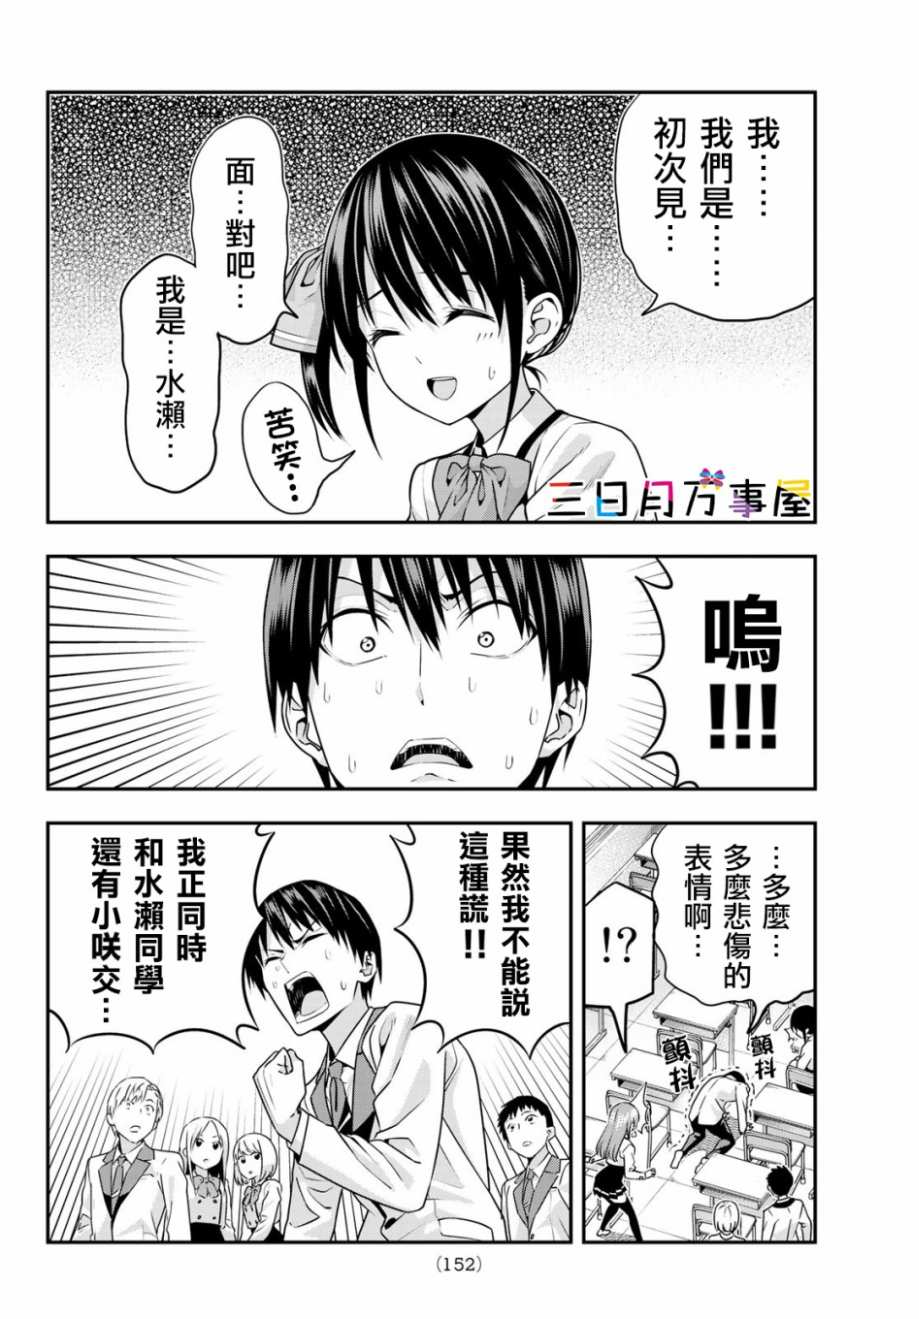 我……
我們是……
初次見…
面…對吧…
我是…水瀨…
苦笑…
三日月万事屋
嗚!!!
…多麼…
多麼悲傷的
表情啊…
!?
顫抖
顫抖
果然我不能説
這種謊!!
我正同時
和水瀨同學
還有小咲交…
(152)